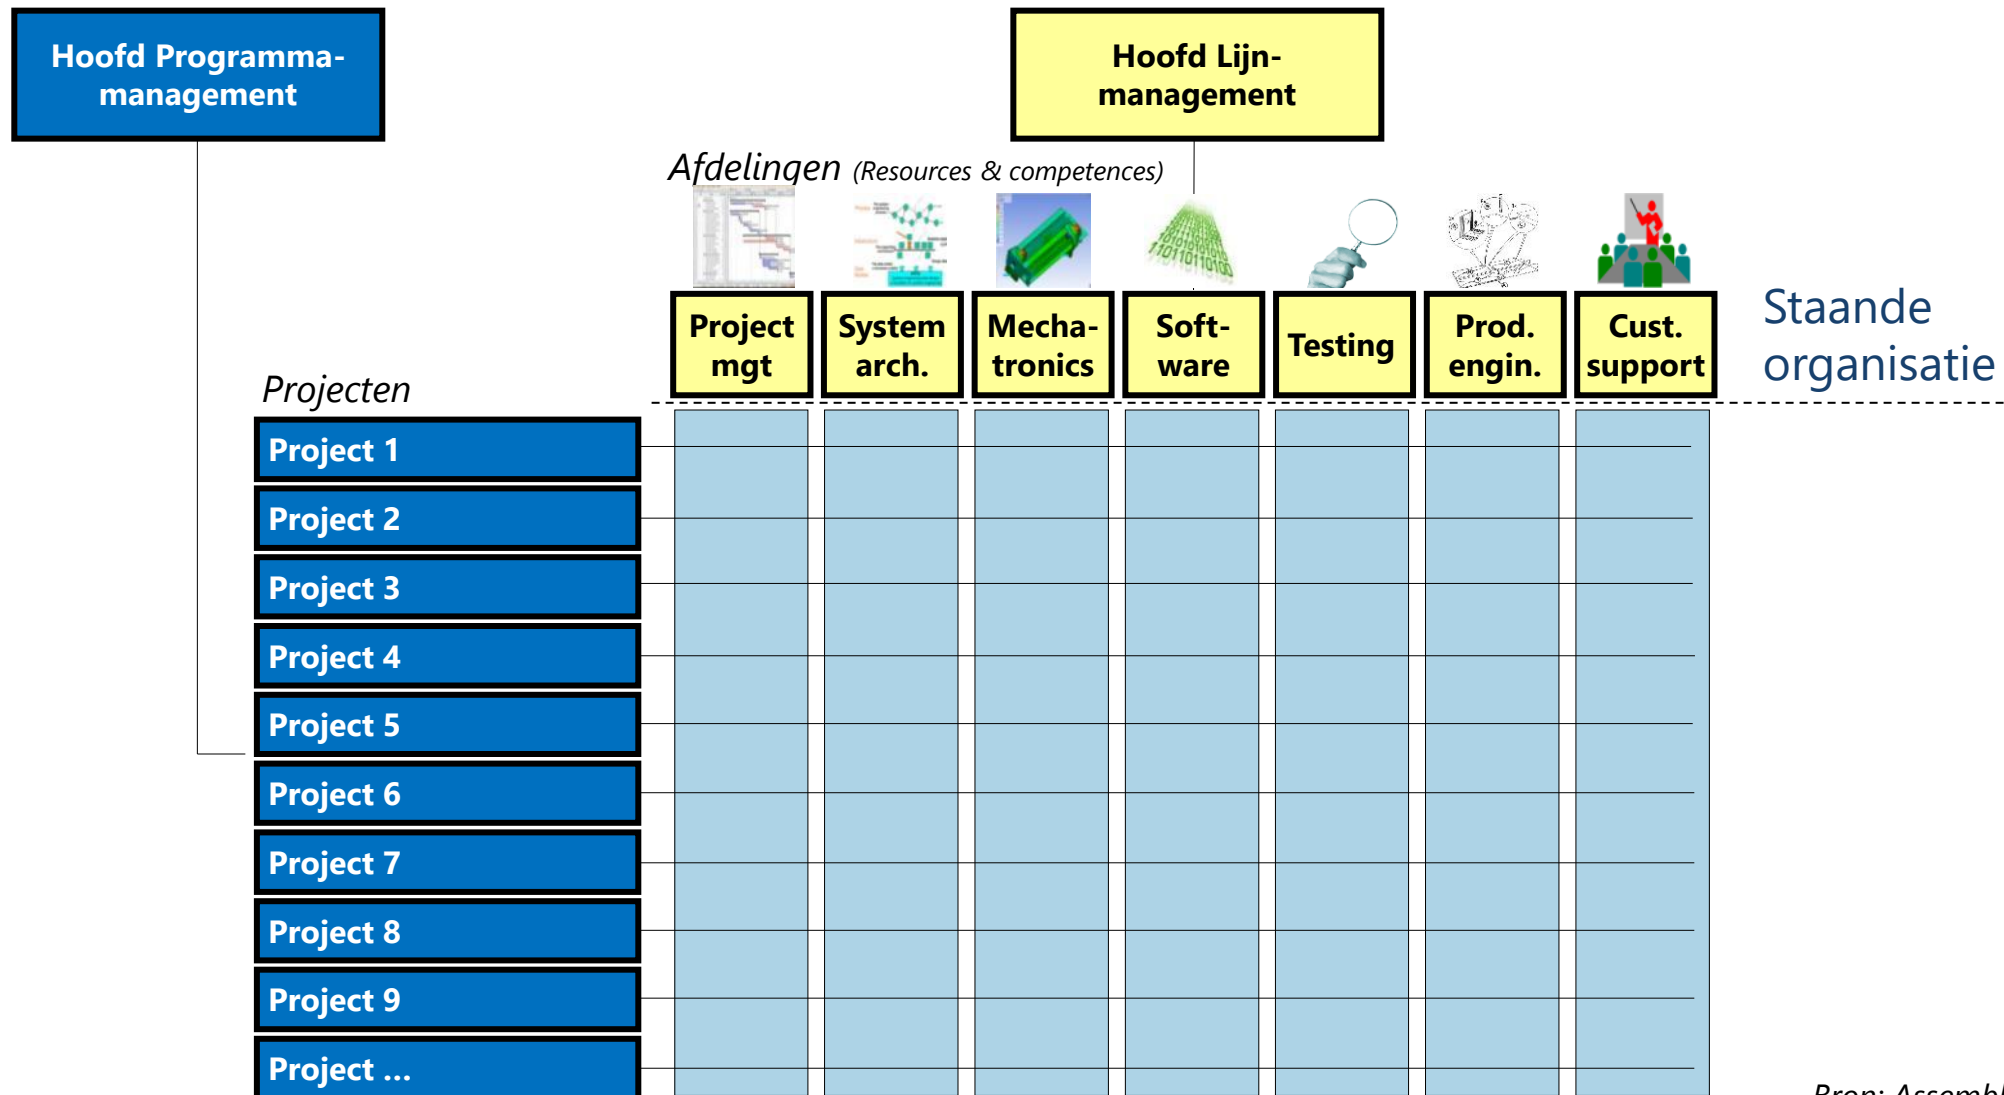 Hoofd Programma-
management
Hoofd Lijn-
management
Afdelingen (Resources & competences)
Project
mgt
System
arch.
Mecha-
tronics
Soft-
ware
Testing
Prod.
engin.
Cust.
support
Staande
organisatie
Projecten
Project 1
Project 2
Project 3
Project 4
Project 5
Project 6
Project 7
Project 8
Project 9
Project ...
Bron: Assembl